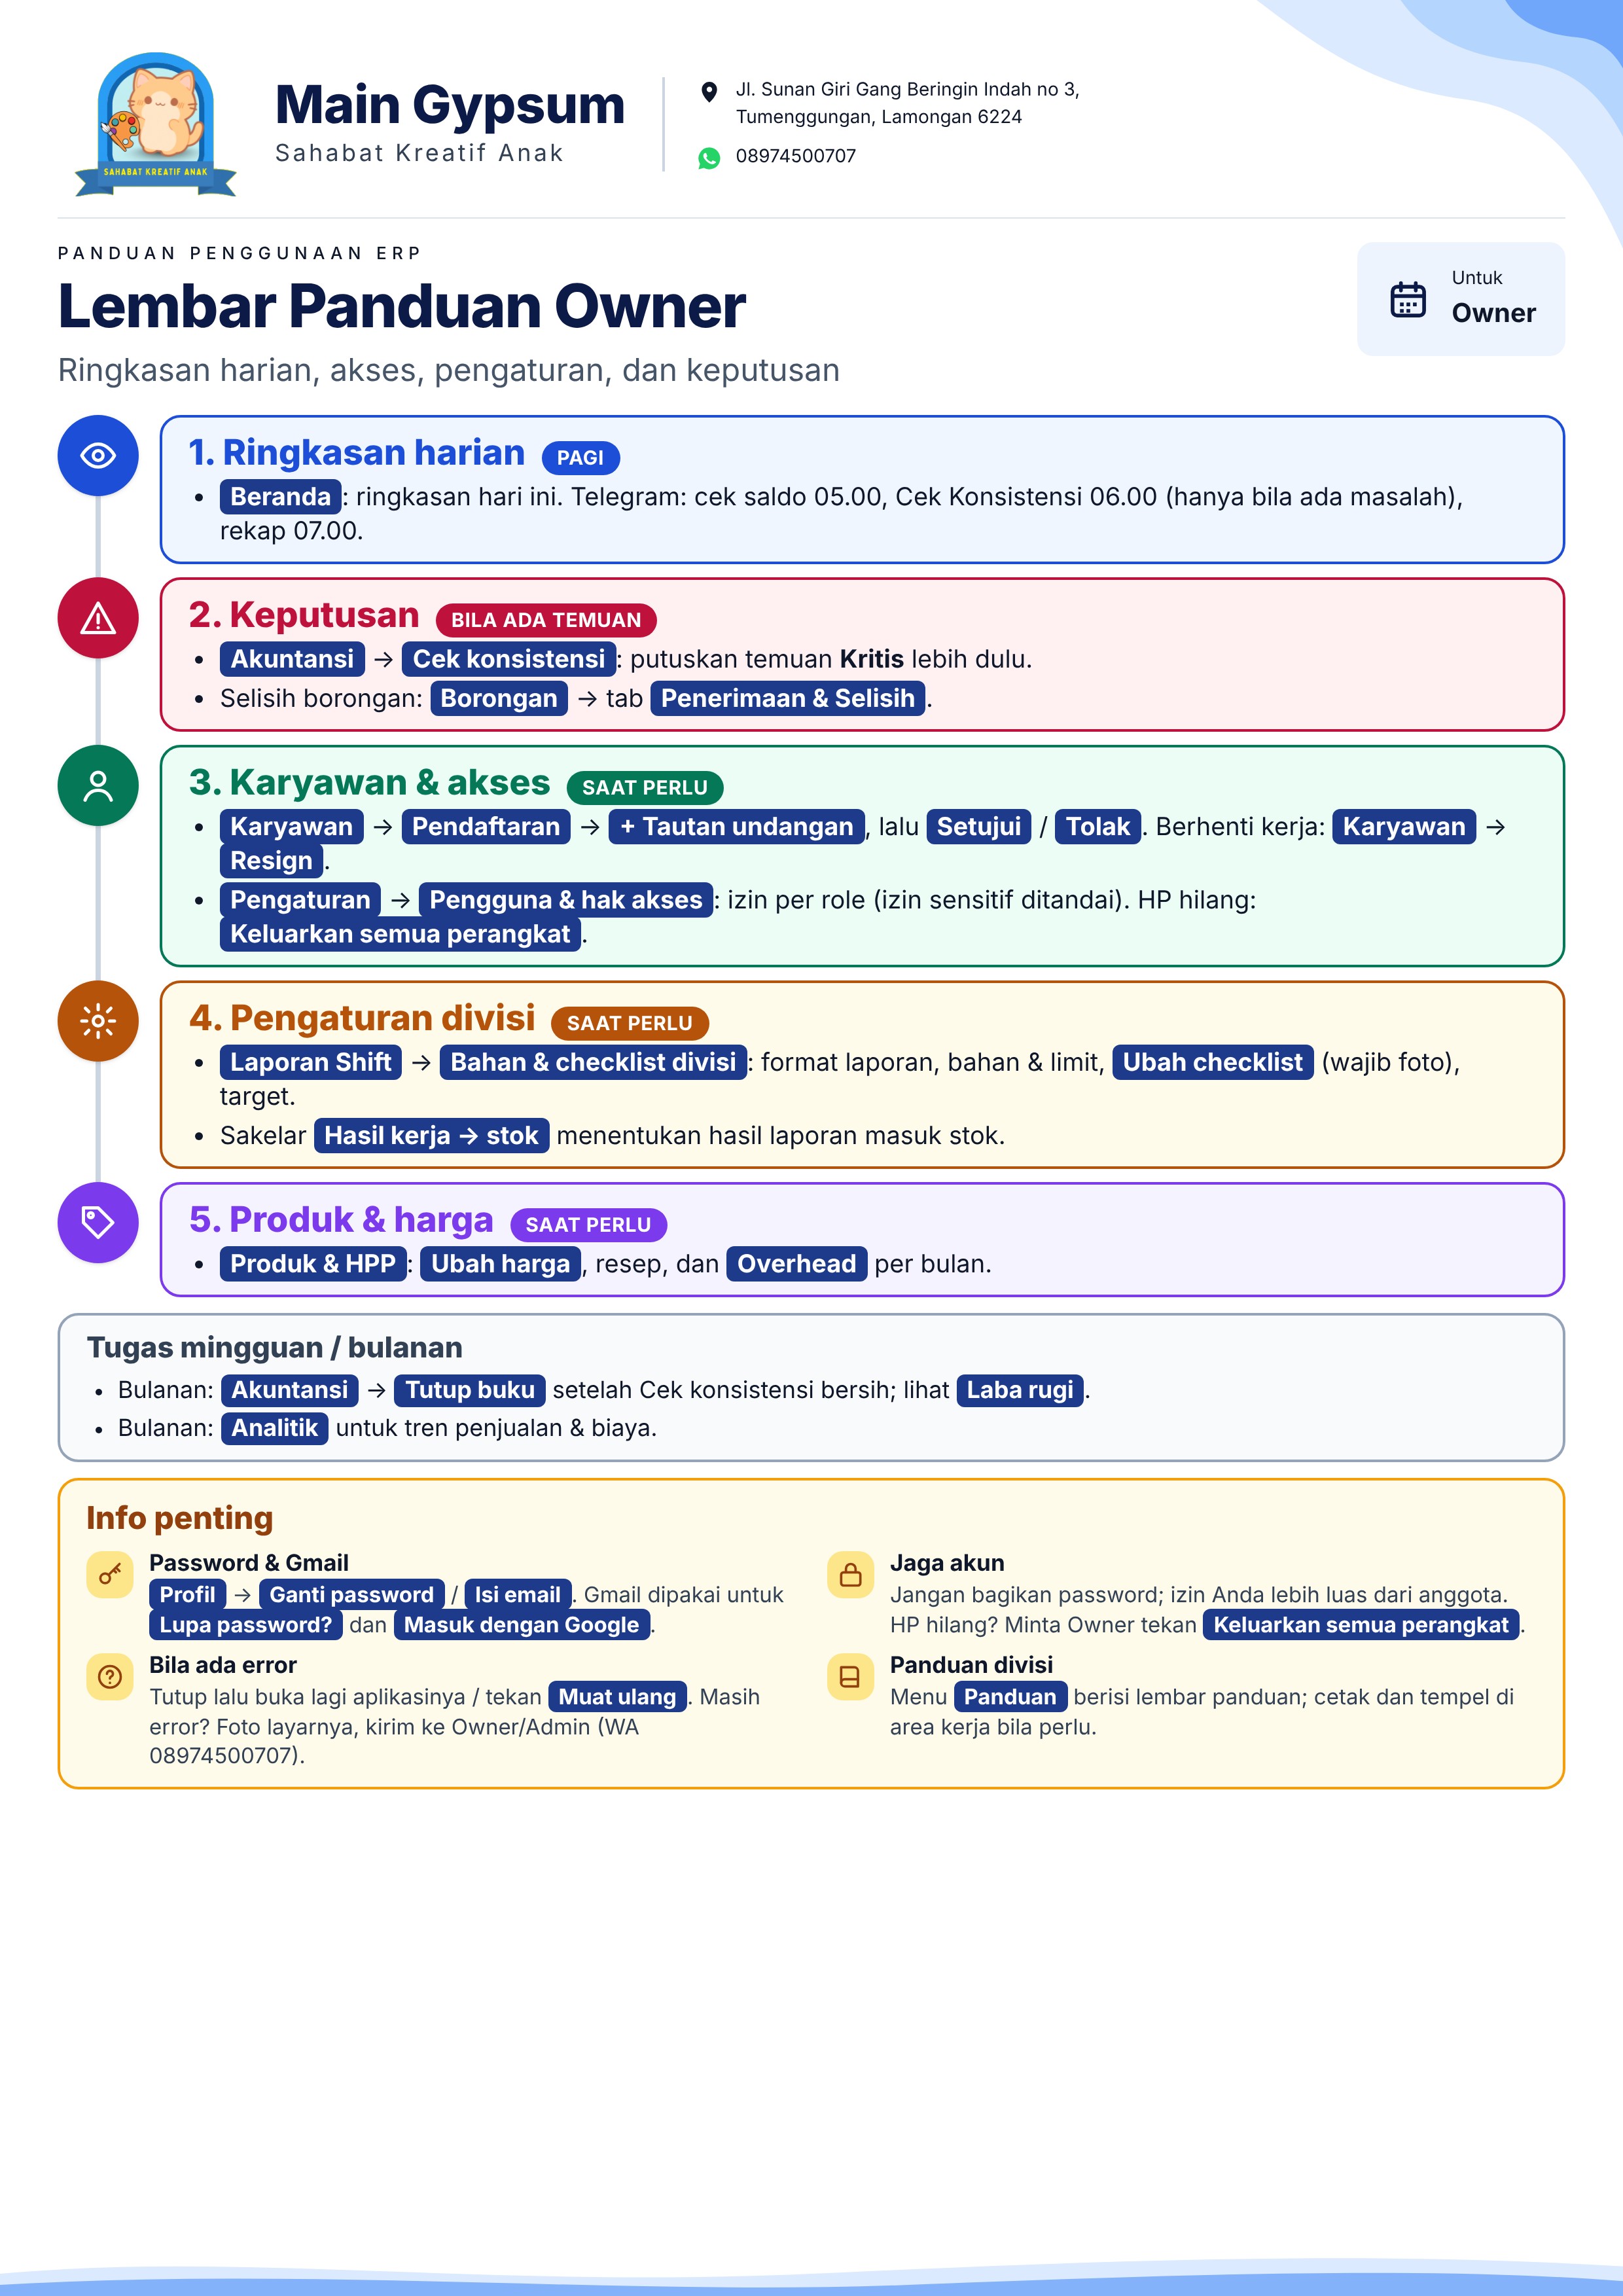 SAHABAT KREATIF ANAK
Main Gypsum
Sahabat Kreatif Anak
Jl. Sunan Giri Gang Beringin Indah no 3,
Tumenggungan, Lamongan 6224
08974500707
PANDUAN PENGGUNAAN ERP
Lembar Panduan Owner
Ringkasan harian, akses, pengaturan, dan keputusan
Untuk
Owner
1. Ringkasan harian PAGI
• Beranda: ringkasan hari ini. Telegram: cek saldo 05.00, Cek Konsistensi 06.00 (hanya bila ada masalah),
rekap 07.00.
2. Keputusan BILA ADA TEMUAN
• Akuntansi → Cek konsistensi: putuskan temuan Kritis lebih dulu.
• Selisih borongan: Borongan → tab Penerimaan & Selisih.
3. Karyawan & akses SAAT PERLU
• Karyawan → Pendaftaran → + Tautan undangan, lalu Setujui / Tolak. Berhenti kerja: Karyawan →
Resign.
• Pengaturan → Pengguna & hak akses: izin per role (izin sensitif ditandai). HP hilang:
Keluarkan semua perangkat.
4. Pengaturan divisi SAAT PERLU
• Laporan Shift → Bahan & checklist divisi: format laporan, bahan & limit, Ubah checklist (wajib foto),
target.
• Sakelar Hasil kerja → stok menentukan hasil laporan masuk stok.
5. Produk & harga SAAT PERLU
• Produk & HPP: Ubah harga, resep, dan Overhead per bulan.
Tugas mingguan / bulanan
• Bulanan: Akuntansi → Tutup buku setelah Cek konsistensi bersih; lihat Laba rugi.
• Bulanan: Analitik untuk tren penjualan & biaya.
Info penting
Password & Gmail
Profil → Ganti password / Isi email. Gmail dipakai untuk
Lupa password? dan Masuk dengan Google.
Jaga akun
Jangan bagikan password; izin Anda lebih luas dari anggota.
HP hilang? Minta Owner tekan Keluarkan semua perangkat.
Bila ada error
Tutup lalu buka lagi aplikasinya / tekan Muat ulang. Masih
error? Foto layarnya, kirim ke Owner/Admin (WA
08974500707).
Panduan divisi
Menu Panduan berisi lembar panduan; cetak dan tempel di
area kerja bila perlu.